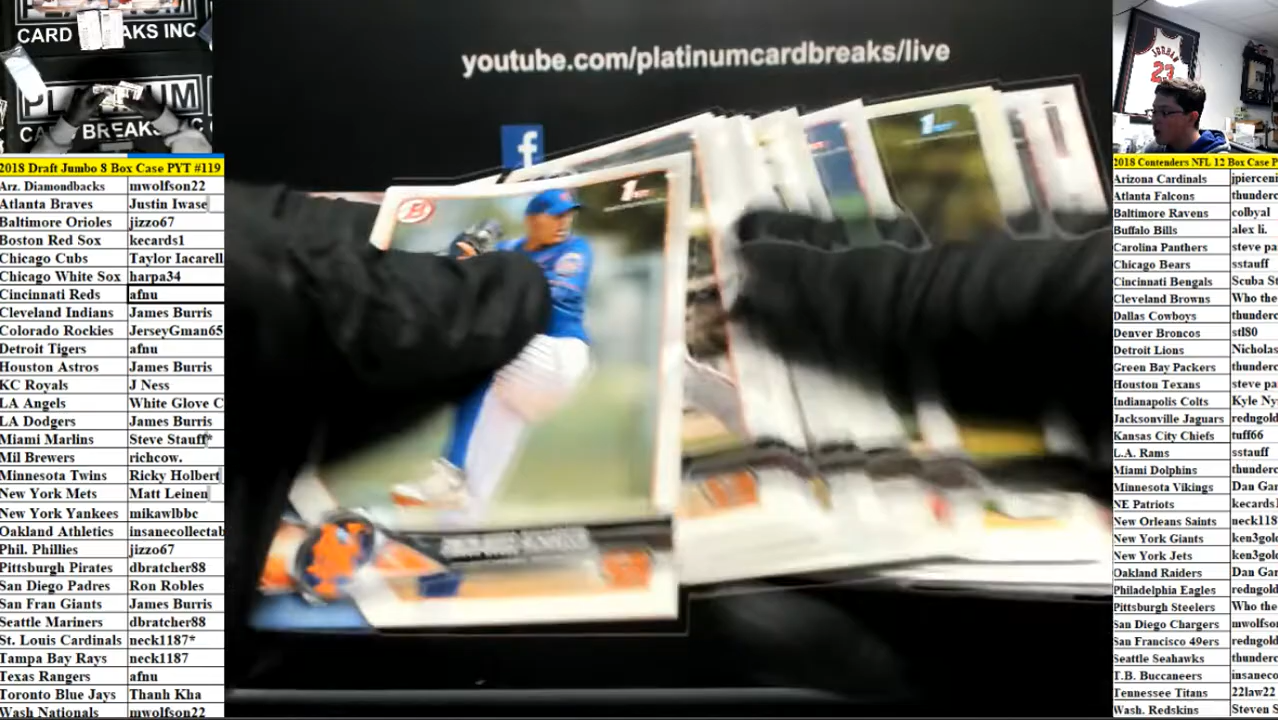 CARD BREAKS INC
PLATINUM
CARD BREAKS INC
youtube.com/platinumcardbreaks/live
f
1st
B
1st
JORDAN
23
2018 Draft Jumbo 8 Box Case PYT #119
Arz. Diamondbacks mwolfson22
Atlanta Braves Justin Iwase
Baltimore Orioles jizzo67
Boston Red Sox kecards1
Chicago Cubs Taylor Iacarell
Chicago White Sox harpa34
Cincinnati Reds afnu
Cleveland Indians James Burris
Colorado Rockies JerseyGman65
Detroit Tigers afnu
Houston Astros James Burris
KC Royals J Ness
LA Angels White Glove C
LA Dodgers James Burris
Miami Marlins Steve Stauff*
Mil Brewers richcow.
Minnesota Twins Ricky Holbert
New York Mets Matt Leinen
New York Yankees mikawlbbc
Oakland Athletics insanecollectab
Phil. Phillies jizzo67
Pittsburgh Pirates dbratcher88
San Diego Padres Ron Robles
San Fran Giants James Burris
Seattle Mariners dbratcher88
St. Louis Cardinals neck1187*
Tampa Bay Rays neck1187
Texas Rangers afnu
Toronto Blue Jays Thanh Kha
Wash Nationals mwolfson22
2018 Contenders NFL 12 Box Case P
Arizona Cardinals jpierceni
Atlanta Falcons thunderc
Baltimore Ravens colbyal
Buffalo Bills alex li.
Carolina Panthers steve pa
Chicago Bears sstauff
Cincinnati Bengals Scuba St
Cleveland Browns Who the
Dallas Cowboys thunderc
Denver Broncos stl80
Detroit Lions Nicholas
Green Bay Packers thunderc
Houston Texans steve pa
Indianapolis Colts Kyle Ny
Jacksonville Jaguars redngold
Kansas City Chiefs tuff66
L.A. Rams sstauff
Miami Dolphins thunderc
Minnesota Vikings Dan Gar
NE Patriots kecards1
New Orleans Saints neck118
New York Giants ken3gold
New York Jets ken3gold
Oakland Raiders Dan Gar
Philadelphia Eagles redngold
Pittsburgh Steelers Who the
San Diego Chargers mwolfso
San Francisco 49ers redngold
Seattle Seahawks thunderc
T.B. Buccaneers insaneco
Tennessee Titans 22law22
Wash. Redskins Steven S